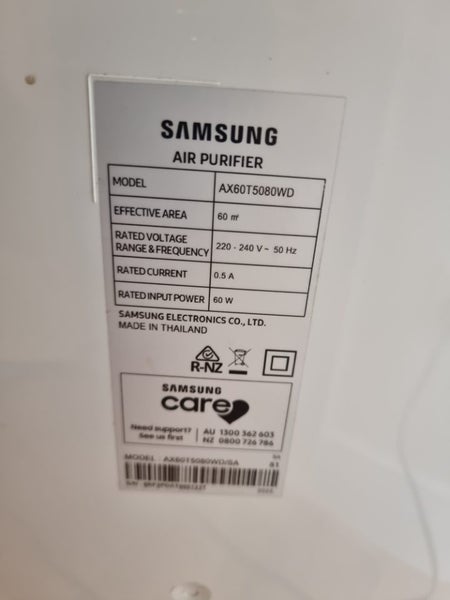 SAMSUNG
AIR PURIFIER
MODEL AX60T5080WD
EFFECTIVE AREA 60 ㎡
RATED VOLTAGE
RANGE & FREQUENCY 220 - 240 V ~ 50 Hz
RATED CURRENT 0.5 A
RATED INPUT POWER 60 W
SAMSUNG ELECTRONICS CO., LTD.
MADE IN THAILAND
R-NZ
SAMSUNG
care
Need support? AU 1300 362 603
See us first NZ 0800 726 786
MODEL : AX60T5080WD/SA
S/N